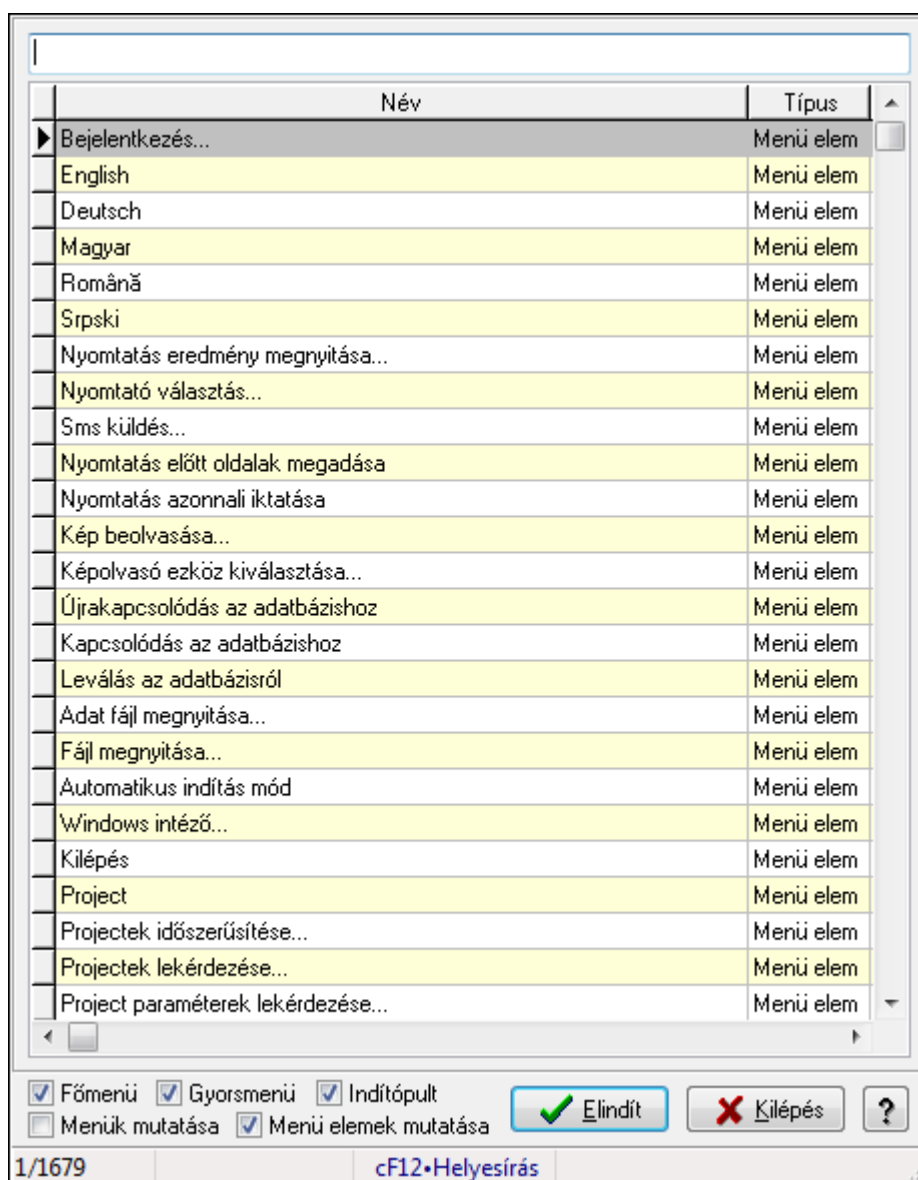 Név Típus
Bejelentkezés... Menü elem
English Menü elem
Deutsch Menü elem
Magyar Menü elem
Română Menü elem
Srpski Menü elem
Nyomtatás eredmény megnyitása... Menü elem
Nyomtató választás... Menü elem
Sms küldés... Menü elem
Nyomtatás előtt oldalak megadása Menü elem
Nyomtatás azonnali iktatása Menü elem
Kép beolvasása... Menü elem
Képolvasó ezköz kiválasztása... Menü elem
Újrakapcsolódás az adatbázishoz Menü elem
Kapcsolódás az adatbázishoz Menü elem
Leválás az adatbázisról Menü elem
Adat fájl megnyitása... Menü elem
Fájl megnyitása... Menü elem
Automatikus indítás mód Menü elem
Windows intéző... Menü elem
Kilépés Menü elem
Project Menü elem
Projectek időszerűsítése... Menü elem
Projectek lekérdezése... Menü elem
Project paraméterek lekérdezése... Menü elem
Főmenü Gyorsmenü Indítópult
Menük mutatása Menü elemek mutatása
Elindít Kilépés ?
1/1679 cF12•Helyesírás